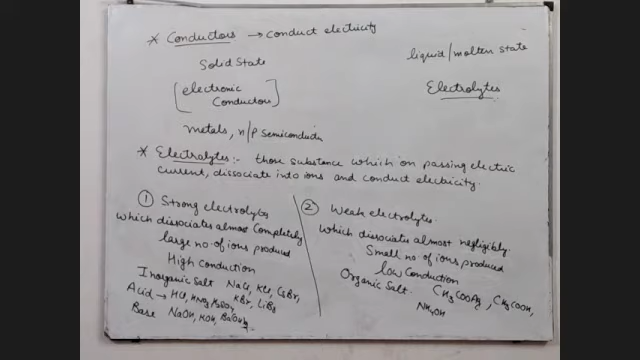 * Conductors → conduct electricity
Solid State
liquid/molten state
[electronic Conductors]
Electrolytes
metals, n/p semiconductor
* Electrolytes:- those substance which on passing electric
current, dissociate into ions and conduct electricity.
① Strong electrolytes
which dissociates almost completely
large no. of ions produced
High Conduction
Inorganic Salt NaCl, KCl, CsBr,
KBr, LiBr
Acid → HCl, HNO3, H2SO4
Base NaOH, KOH, Ba(OH)2
② Weak electrolytes.
which dissociates almost negligibly.
Small no. of ions produced
low Conduction
Organic Salt. CH3COOAg, CH3COOH,
NH4OH